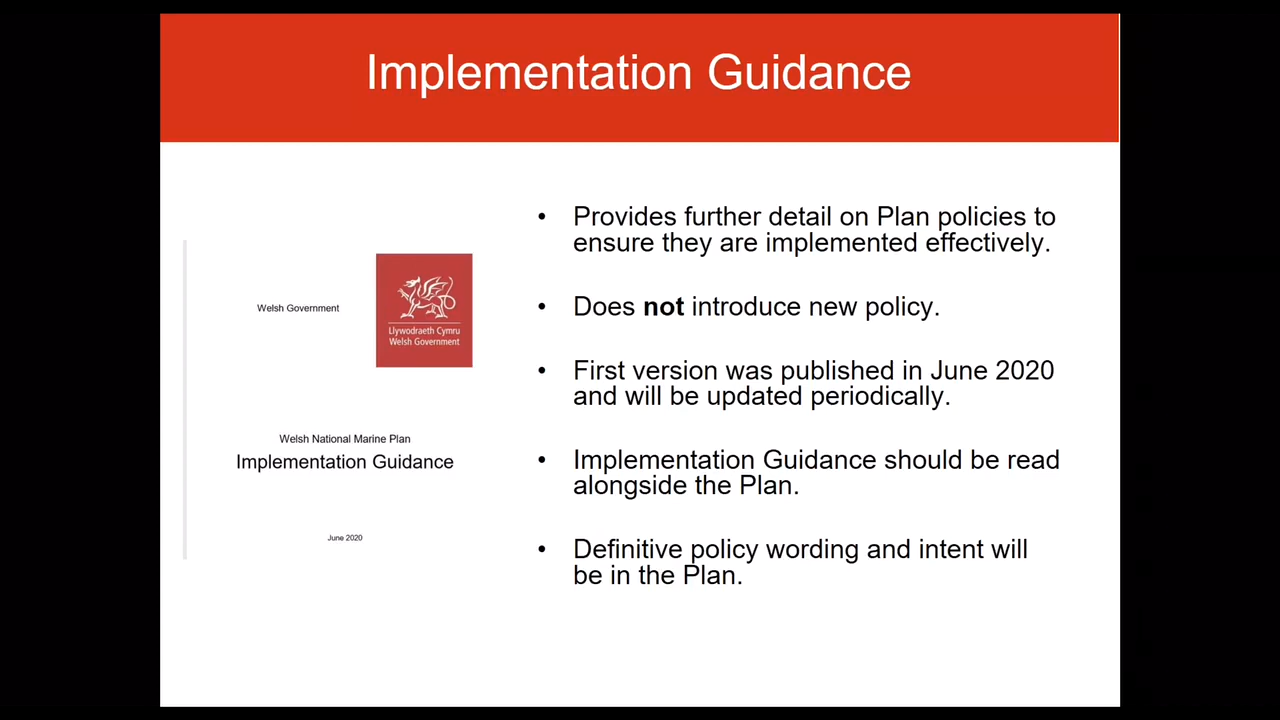 Implementation Guidance
Welsh Government
Llywodraeth Cymru
Welsh Government
Welsh National Marine Plan
Implementation Guidance
June 2020
• Provides further detail on Plan policies to
ensure they are implemented effectively.
• Does not introduce new policy.
• First version was published in June 2020
and will be updated periodically.
• Implementation Guidance should be read
alongside the Plan.
• Definitive policy wording and intent will
be in the Plan.